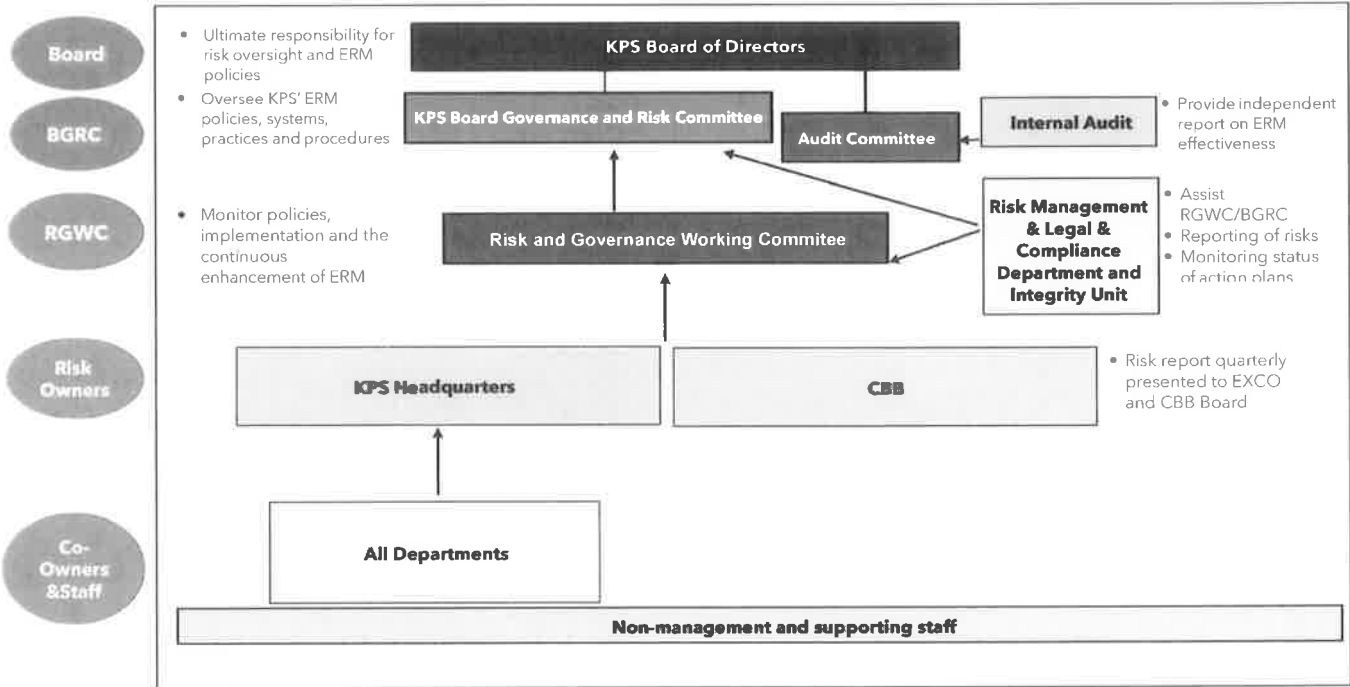 Board
• Ultimate responsibility for
risk oversight and ERM
policies
KPS Board of Directors
BGRC
• Oversee KPS' ERM
policies, systems,
practices and procedures
KPS Board Governance and Risk Committee
Audit Committee
Internal Audit
• Provide independent
report on ERM
effectiveness
RGWC
• Monitor policies,
implementation and the
continuous
enhancement of ERM
Risk and Governance Working Commitee
Risk Management
& Legal &
Compliance
Department and
Integrity Unit
• Assist
RGWC/BGRC
• Reporting of risks
• Monitoring status
of action plans
Risk
Owners
KPS Headquarters
CBB
• Risk report quarterly
presented to EXCO
and CBB Board
Co-
Owners
&Staff
All Departments
Non-management and supporting staff